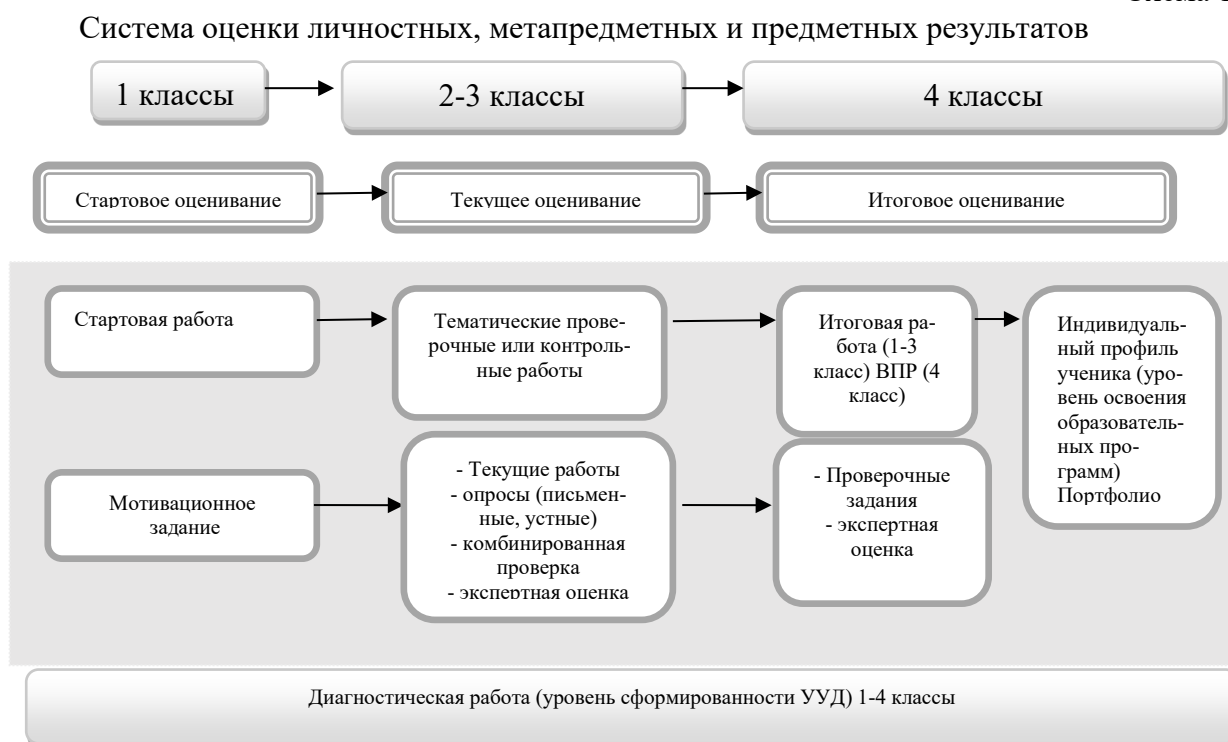 Система оценки личностных, метапредметных и предметных результатов
1 классы
2-3 классы
4 классы
Стартовое оценивание
Текущее оценивание
Итоговое оценивание
Стартовая работа
Тематические прове-
рочные или контроль-
ные работы
Итоговая ра-
бота (1-3
класс) ВПР (4
класс)
Индивидуаль-
ный профиль
ученика (уро-
вень освоения
образователь-
ных про-
грамм)
Портфолио
Мотивационное
задание
- Текущие работы
- опросы (письмен-
ные, устные)
- комбинированная
проверка
- экспертная оценка
- Проверочные
задания
- экспертная
оценка
Диагностическая работа (уровень сформированности УУД) 1-4 классы